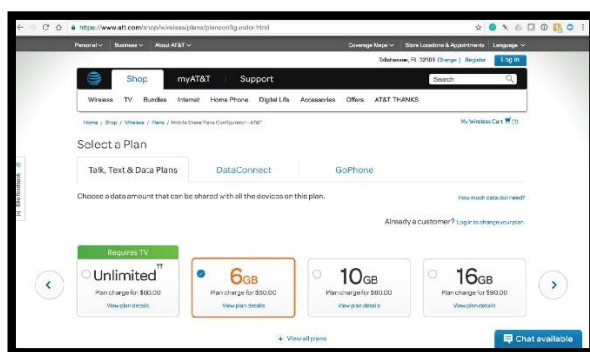 https://www.att.com/shop/wireless/plans/planconfigurator.html
Personal Business About AT&T Coverage Maps Store Locations & Appointments Language
Tallahassee, FL 32103 Change | Register Log in
Shop myAT&T Support Search
Wireless TV Bundles Internet Home Phone Digital Life Accessories Offers AT&T THANKS
Home / Shop / Wireless / Plans / Mobile Share Plans Configurator - AT&T My Wireless Cart
Select a Plan
Talk, Text & Data Plans DataConnect GoPhone
Site feedback
Choose a data amount that can be shared with all the devices on this plan. How much data do I need?
Already a customer? Log in to change your plan.
Requires TV
Unlimited†† 6GB 10GB 16GB
Plan charge for $60.00 Plan charge for Plan charge for $80.00 Plan charge for $90.00
View plan details View plan details View plan details View plan details
+ View all plans
Chat available